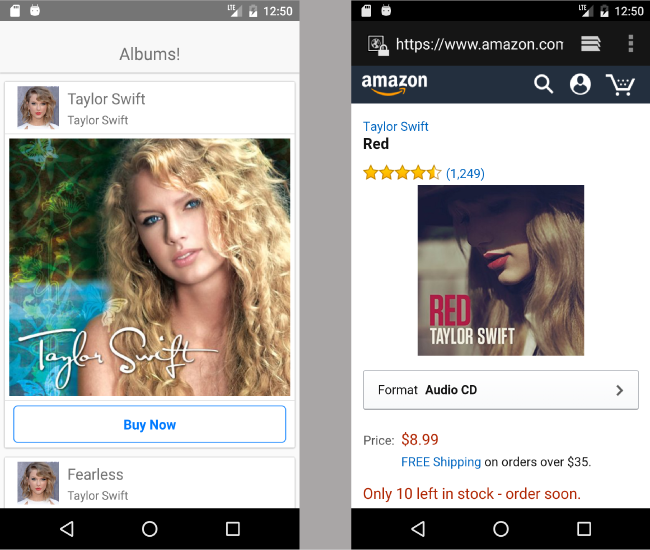 LTE 12:50
Albums!
Taylor Swift
Taylor Swift
Taylor Swift
Buy Now
Fearless
Taylor Swift
LTE 12:50
https://www.amazon.com
amazon
Taylor Swift
Red
(1,249)
RED
TAYLOR SWIFT
Format Audio CD
Price: $8.99
FREE Shipping on orders over $35.
Only 10 left in stock - order soon.